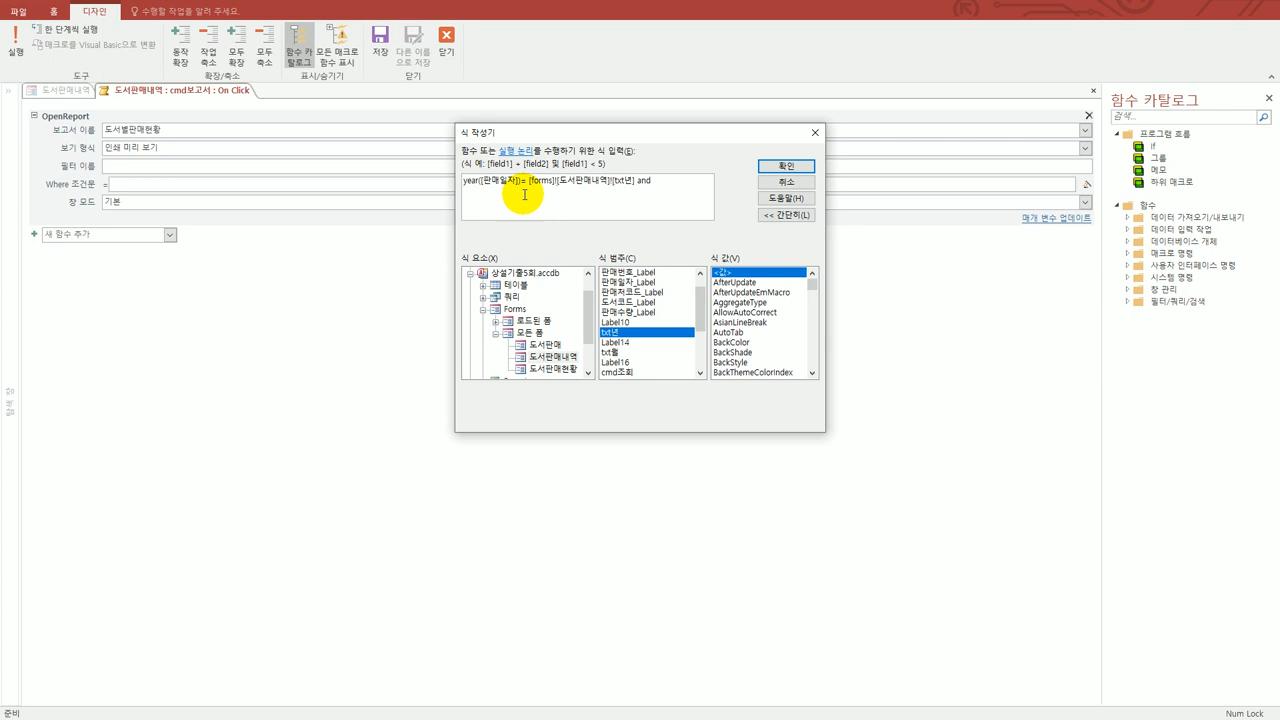 파일 홈 디자인 수행할 작업을 알려 주세요.
실행
한 단계씩 실행
매크로를 Visual Basic으로 변환
도구
동작 확장
작업 축소
모두 확장
모두 축소
확장/축소
함수 카탈로그
모든 매크로 함수 표시
표시/숨기기
저장
다른 이름으로 저장
닫기
닫기
도서판매내역
도서판매내역 : cmd보고서 : On Click
OpenReport
보고서 이름 도서별판매현황
보기 형식 인쇄 미리 보기
필터 이름
Where 조건문 =
창 모드 기본
매개 변수 업데이트
새 함수 추가
탐색 창
식 작성기
함수 또는 실행 논리를 수행하기 위한 식 입력(E):
(식 예: [field1] + [field2] 및 [field1] < 5)
year([판매일자])= [forms]![도서판매내역]![txt년] and
확인
취소
도움말(H)
<< 간단히(L)
식 요소(X)
상설기출5회.accdb
테이블
쿼리
Forms
로드된 폼
모든 폼
도서판매
도서판매내역
도서판매현황
식 범주(C)
판매번호_Label
판매일자_Label
판매처코드_Label
도서코드_Label
판매수량_Label
Label10
txt년
Label14
txt월
Label16
cmd조회
식 값(V)
<값>
AfterUpdate
AfterUpdateEmMacro
AggregateType
AllowAutoCorrect
AsianLineBreak
AutoTab
BackColor
BackShade
BackStyle
BackThemeColorIndex
함수 카탈로그
검색...
프로그램 흐름
If
그룹
메모
하위 매크로
함수
데이터 가져오기/내보내기
데이터 입력 작업
데이터베이스 개체
매크로 명령
사용자 인터페이스 명령
시스템 명령
창 관리
필터/쿼리/검색
준비
Num Lock